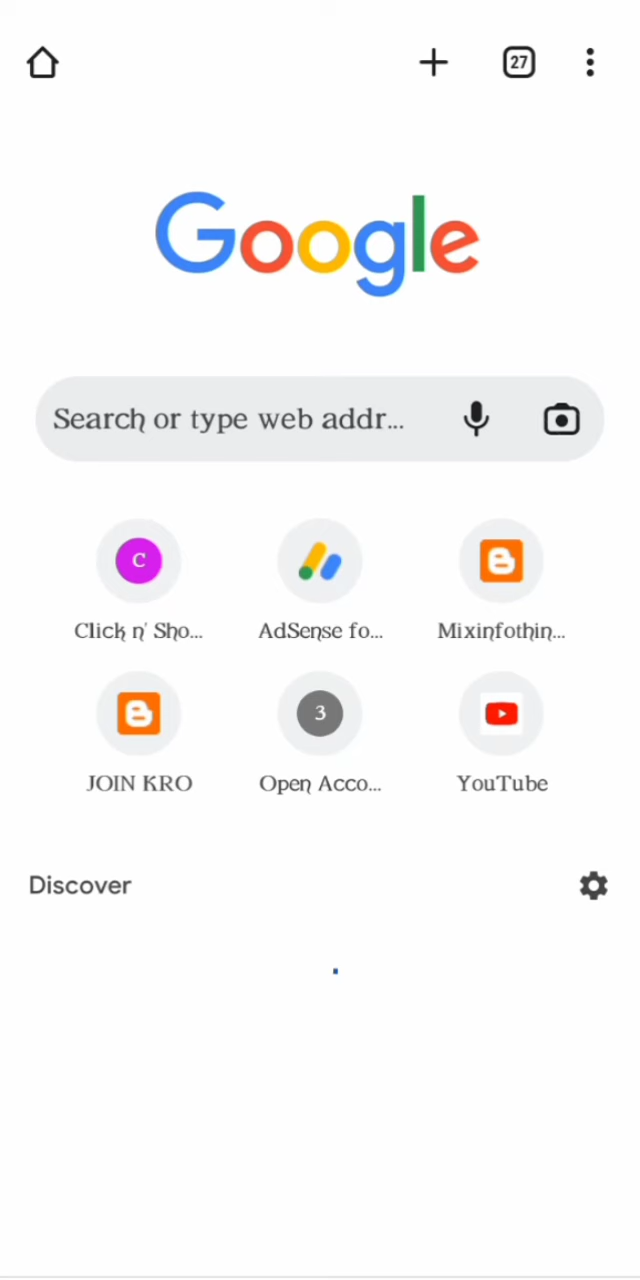 27
Google
Search or type web addr...
C
Click n' Sho...
AdSense fo...
Mixinfothin...
JOIN KRO
3
Open Acco...
YouTube
Discover